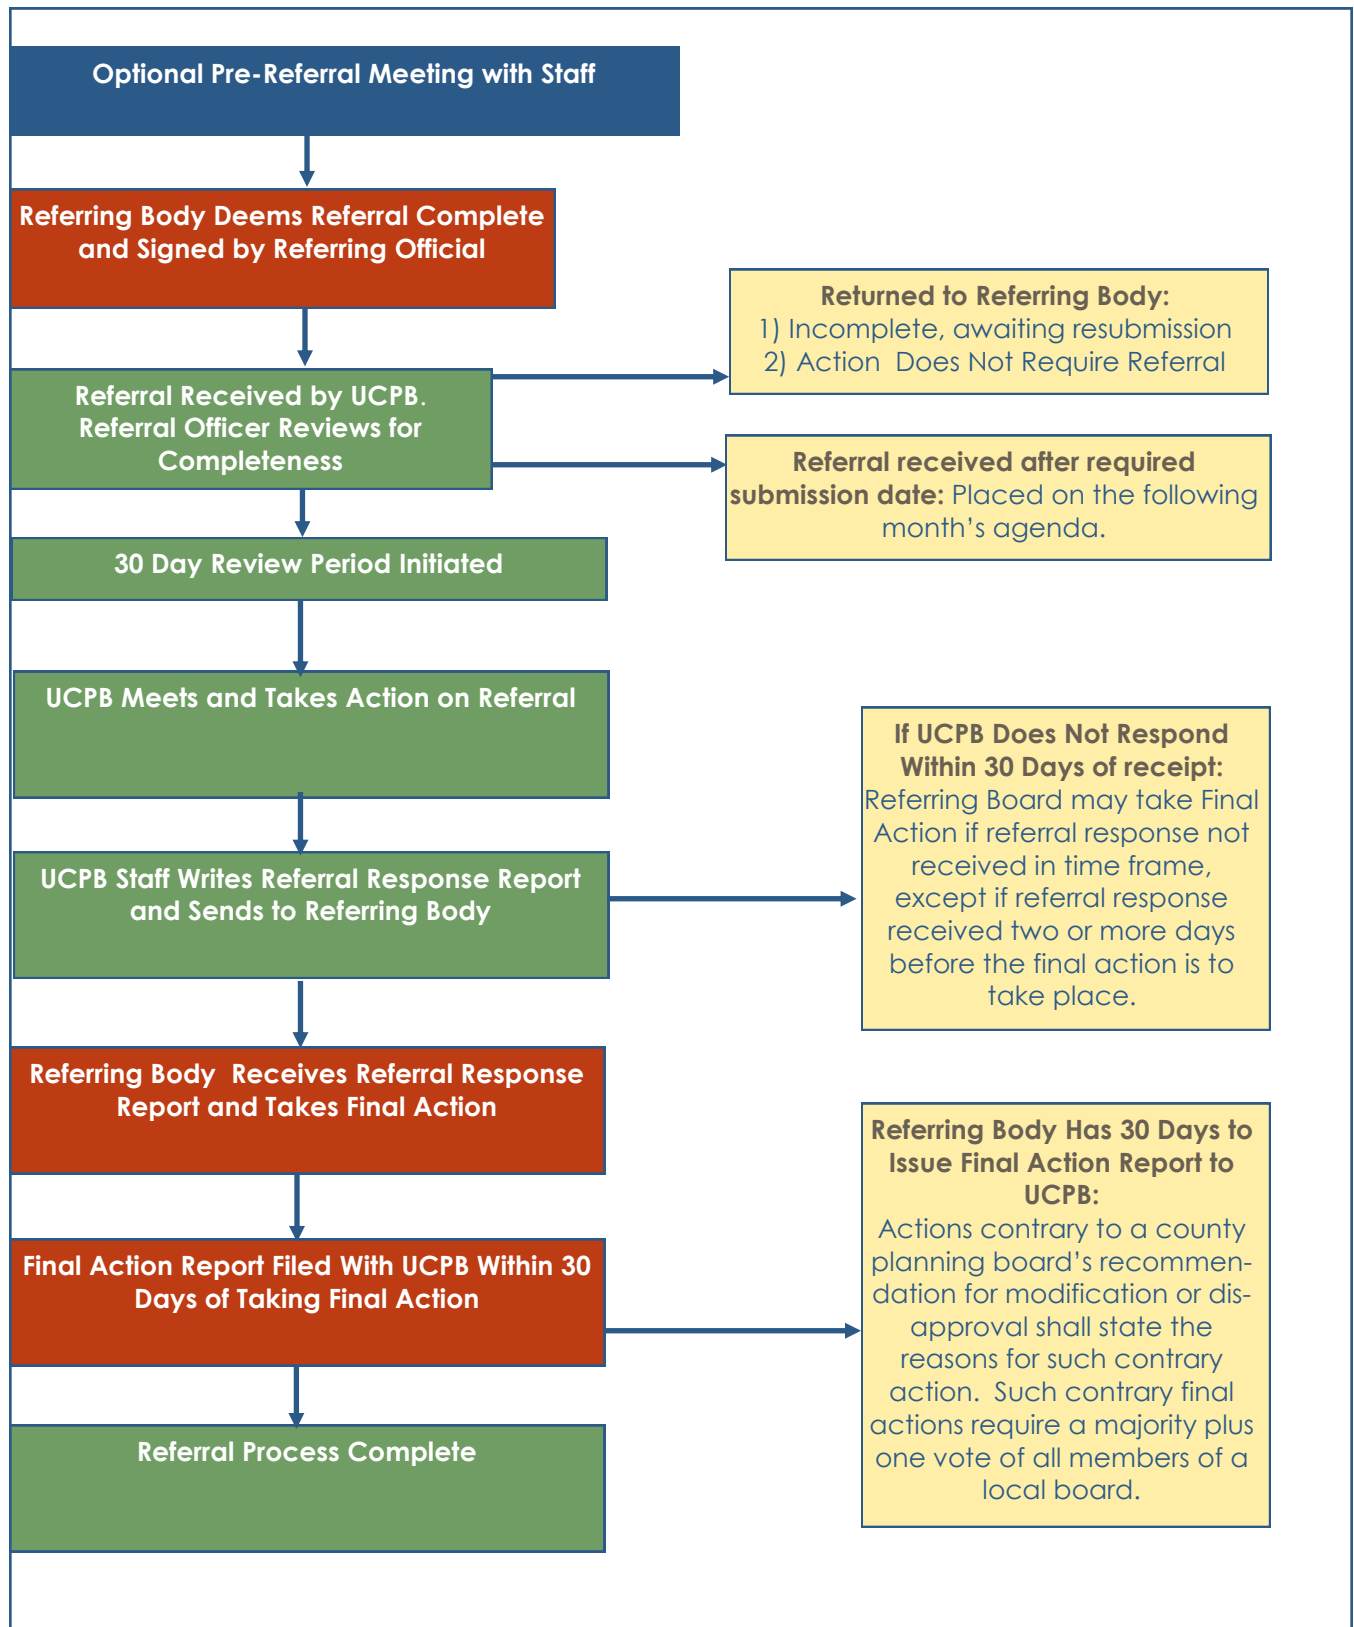 Optional Pre-Referral Meeting with Staff
Referring Body Deems Referral Complete
and Signed by Referring Official
Returned to Referring Body:
1) Incomplete, awaiting resubmission
2) Action  Does Not Require Referral
Referral Received by UCPB.
Referral Officer Reviews for
Completeness
Referral received after required
submission date: Placed on the following
month’s agenda.
30 Day Review Period Initiated
UCPB Meets and Takes Action on Referral
If UCPB Does Not Respond
Within 30 Days of receipt:
Referring Board may take Final
Action if referral response not
received in time frame,
except if referral response
received two or more days
before the final action is to
take place.
UCPB Staff Writes Referral Response Report
and Sends to Referring Body
Referring Body  Receives Referral Response
Report and Takes Final Action
Referring Body Has 30 Days to
Issue Final Action Report to
UCPB:
Actions contrary to a county
planning board’s recommen-
dation for modification or dis-
approval shall state the
reasons for such contrary
action.  Such contrary final
actions require a majority plus
one vote of all members of a
local board.
Final Action Report Filed With UCPB Within 30
Days of Taking Final Action
Referral Process Complete